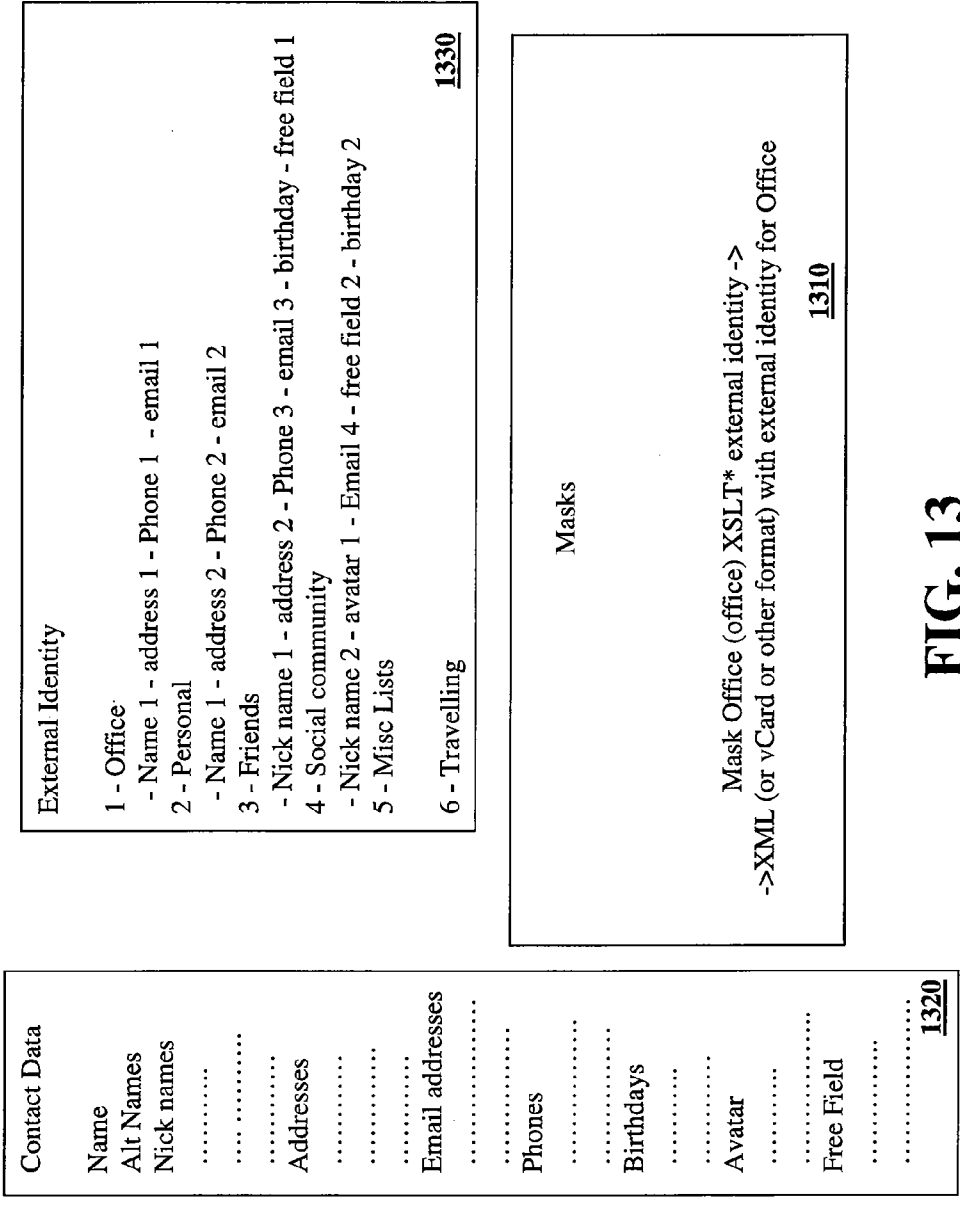 Contact Data
Name
Alt Names
Nick names
............
.... ............
............
Addresses
............
............
............
Email addresses
..................
..................
Phones
..................
..................
Birthdays
............
............
Avatar
............
..................
Free Field
..................
........................
1320
External Identity
1 - Office
- Name 1 - address 1 - Phone 1 - email 1
2 - Personal
- Name 1 - address 2 - Phone 2 - email 2
3 - Friends
- Nick name 1 - address 2 - Phone 3 - email 3 - birthday - free field 1
4 - Social community
- Nick name 2 - avatar 1 - Email 4 - free field 2 - birthday 2
5 - Misc Lists
6 - Travelling
1330
Masks
Mask Office (office) XSLT* external identity ->
->XML (or vCard or other format) with external identity for Office
1310
FIG. 13